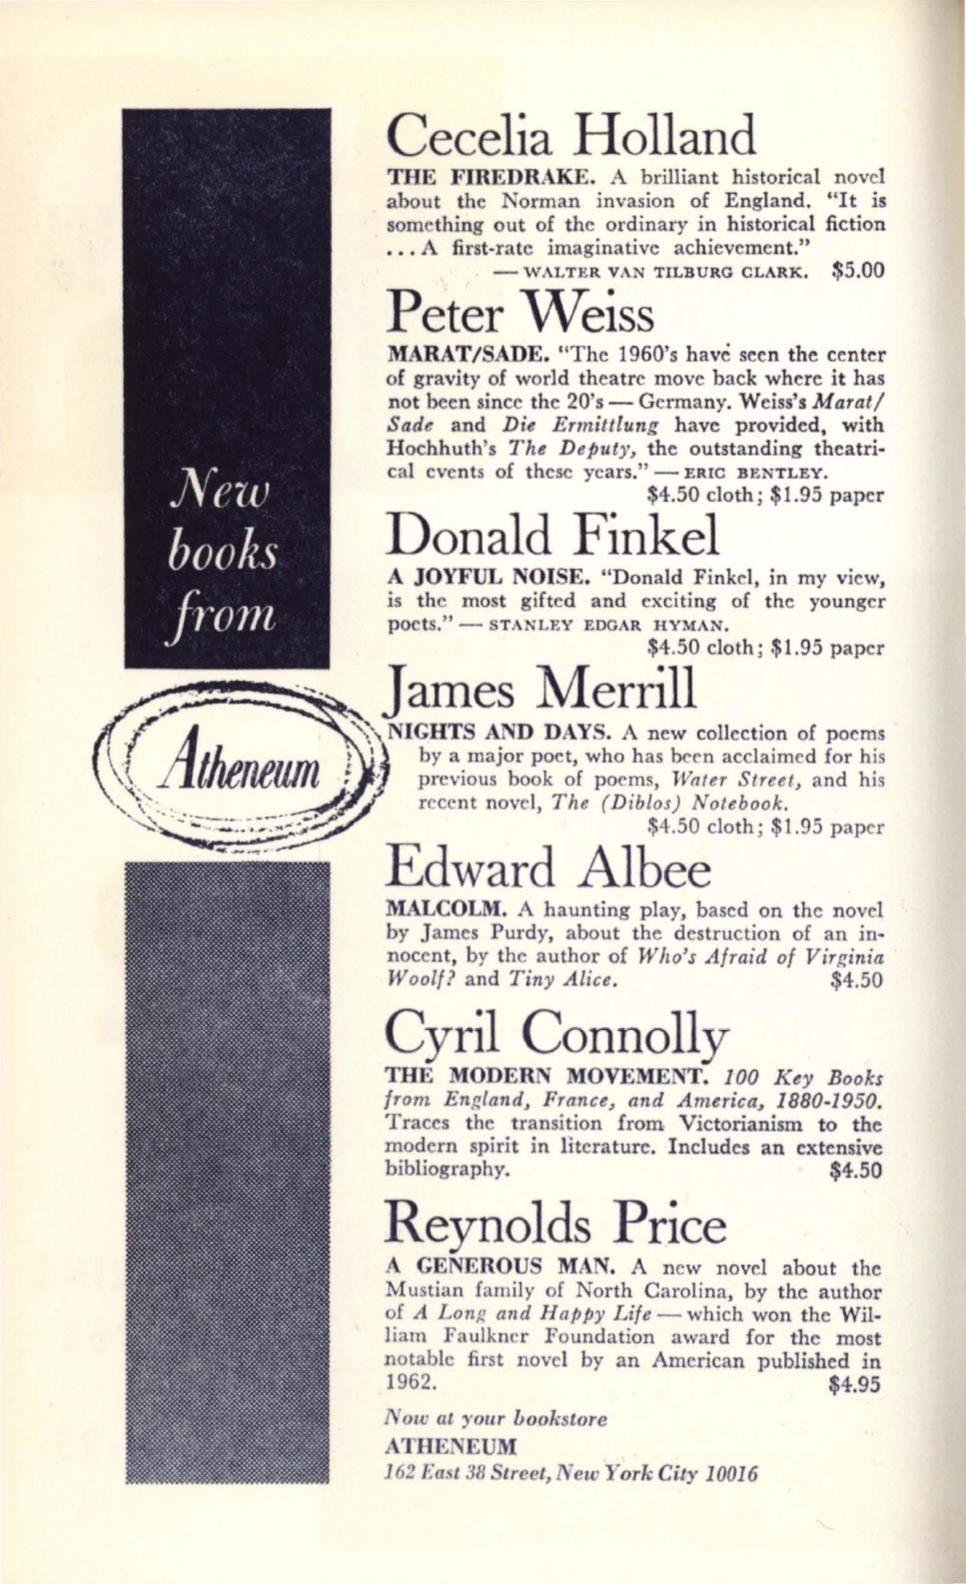 New
books
from
Atheneum
Cecelia Holland
THE FIREDRAKE. A brilliant historical novel
about the Norman invasion of England. “It is
something out of the ordinary in historical fiction
...A first-rate imaginative achievement.”
— WALTER VAN TILBURG CLARK. $5.00
Peter Weiss
MARAT/SADE. “The 1960's have seen the center
of gravity of world theatre move back where it has
not been since the 20's — Germany. Weiss's Marat/
Sade and Die Ermittlung have provided, with
Hochhuth's The Deputy, the outstanding theatri-
cal events of these years.” — ERIC BENTLEY.
$4.50 cloth; $1.95 paper
Donald Finkel
A JOYFUL NOISE. “Donald Finkel, in my view,
is the most gifted and exciting of the younger
poets.” — STANLEY EDGAR HYMAN.
$4.50 cloth; $1.95 paper
James Merrill
NIGHTS AND DAYS. A new collection of poems
by a major poet, who has been acclaimed for his
previous book of poems, Water Street, and his
recent novel, The (Diblos) Notebook.
$4.50 cloth; $1.95 paper
Edward Albee
MALCOLM. A haunting play, based on the novel
by James Purdy, about the destruction of an in-
nocent, by the author of Who's Afraid of Virginia
Woolf? and Tiny Alice. $4.50
Cyril Connolly
THE MODERN MOVEMENT. 100 Key Books
from England, France, and America, 1880-1950.
Traces the transition from Victorianism to the
modern spirit in literature. Includes an extensive
bibliography. $4.50
Reynolds Price
A GENEROUS MAN. A new novel about the
Mustian family of North Carolina, by the author
of A Long and Happy Life — which won the Wil-
liam Faulkner Foundation award for the most
notable first novel by an American published in
1962. $4.95
Now at your bookstore
ATHENEUM
162 East 38 Street, New York City 10016